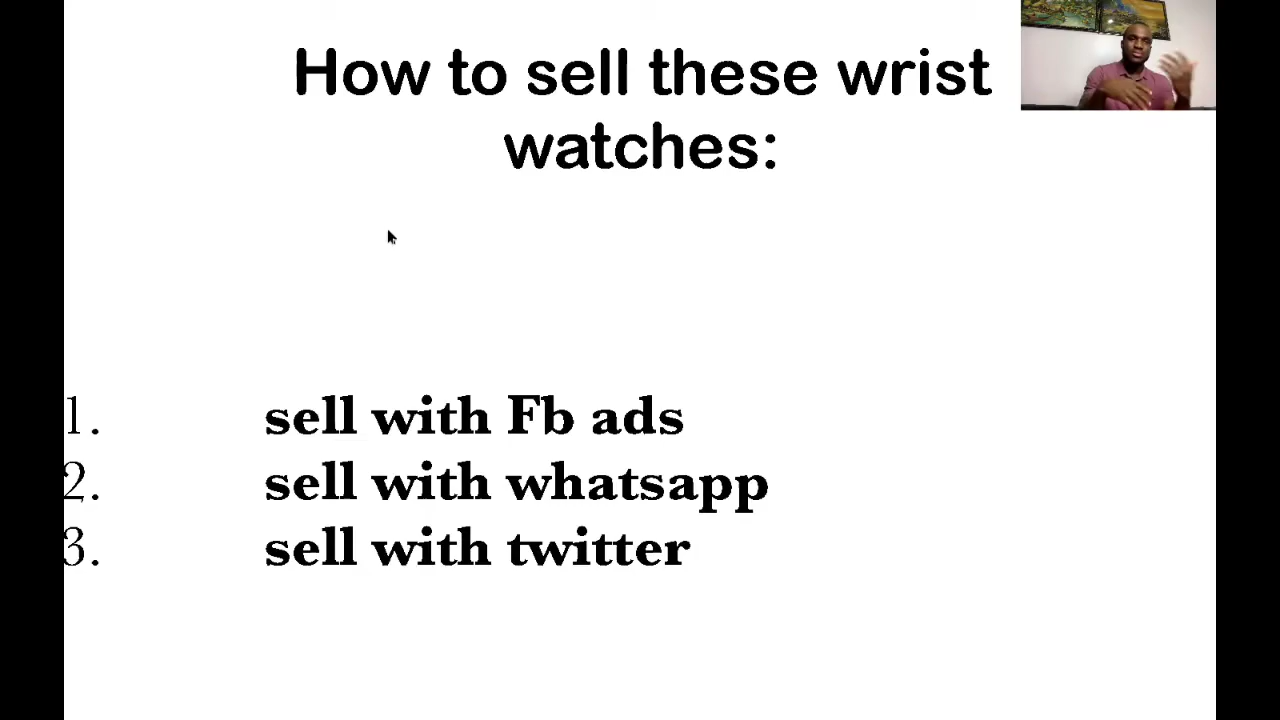 How to sell these wrist
watches:
1. sell with Fb ads
2. sell with whatsapp
3. sell with twitter